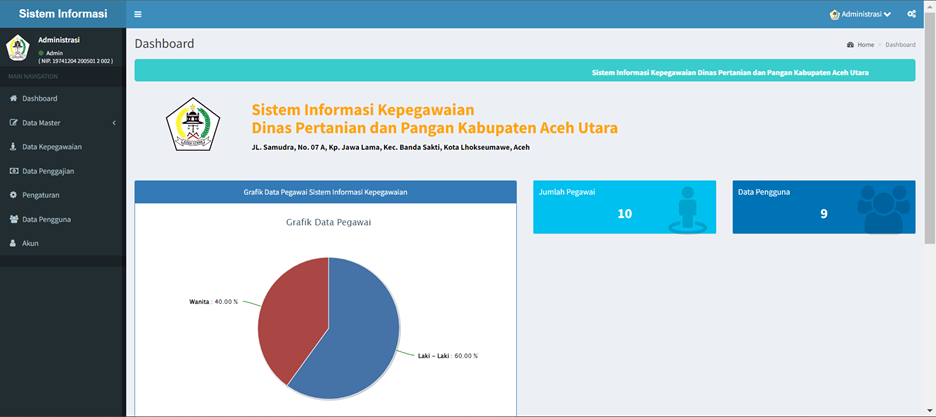 Sistem Informasi
Administrasi
Administrasi
Admin
( NIP. 19741204 200501 2 002 )
MAIN NAVIGATION
Dashboard
Data Master
Data Kepegawaian
Data Penggajian
Pengaturan
Data Pengguna
Akun
Dashboard
Home > Dashboard
Sistem Informasi Kepegawaian Dinas Pertanian dan Pangan Kabupaten Aceh Utara
Sistem Informasi Kepegawaian
Dinas Pertanian dan Pangan Kabupaten Aceh Utara
JL. Samudra, No. 07 A, Kp. Jawa Lama, Kec. Banda Sakti, Kota Lhokseumawe, Aceh
Grafik Data Pegawai Sistem Informasi Kepegawaian
Grafik Data Pegawai
Wanita : 40.00 %
Laki - Laki : 60.00 %
Jumlah Pegawai
10
Data Pengguna
9